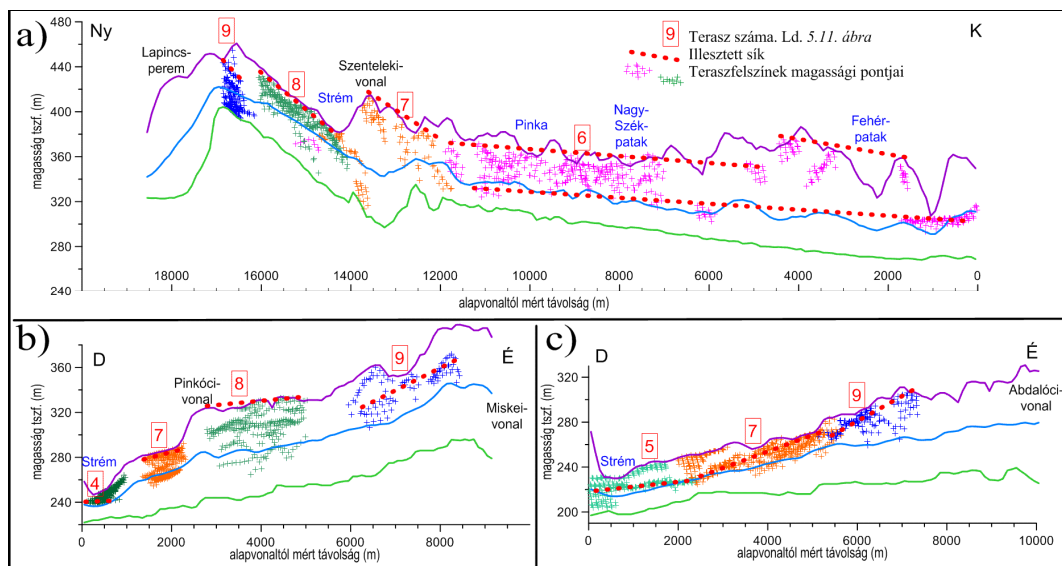 a)
Ny
K
9 Terasz száma. Ld. 5.11. ábra
Illesztett sík
Teraszfelszínek magassági pontjai
480
440
400
360
320
280
240
magasság tszf. (m)
Lapincs-
perem
9
8
Strém
Szenteleki-
vonal
7
Pinka
6
Nagy-
Szék-
patak
Fehér-
patak
18000 16000 14000 12000 10000 8000 6000 4000 2000 0
alapvonaltól mért távolság (m)
b)
D
É
360
320
280
240
magasság tszf. (m)
Strém
4
7
Pinkóci-
vonal
8
9
Miskei-
vonal
0 2000 4000 6000 8000
alapvonaltól mért távolság (m)
c)
D
É
320
280
240
200
magasság tszf. (m)
Strém
5
7
9
Abdalóci-
vonal
0 2000 4000 6000 8000 10000
alapvonaltól mért távolság (m)